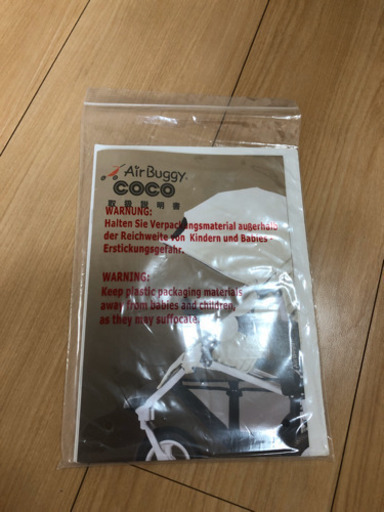 AirBuggy
COCO
取扱説明書
WARNUNG:
Halten Sie Verpackungsmaterial außerhalb
der Reichweite von Kindern und Babies -
Erstickungsgefahr.
WARNING:
Keep plastic packaging materials
away from babies and children,
as they may suffocate.